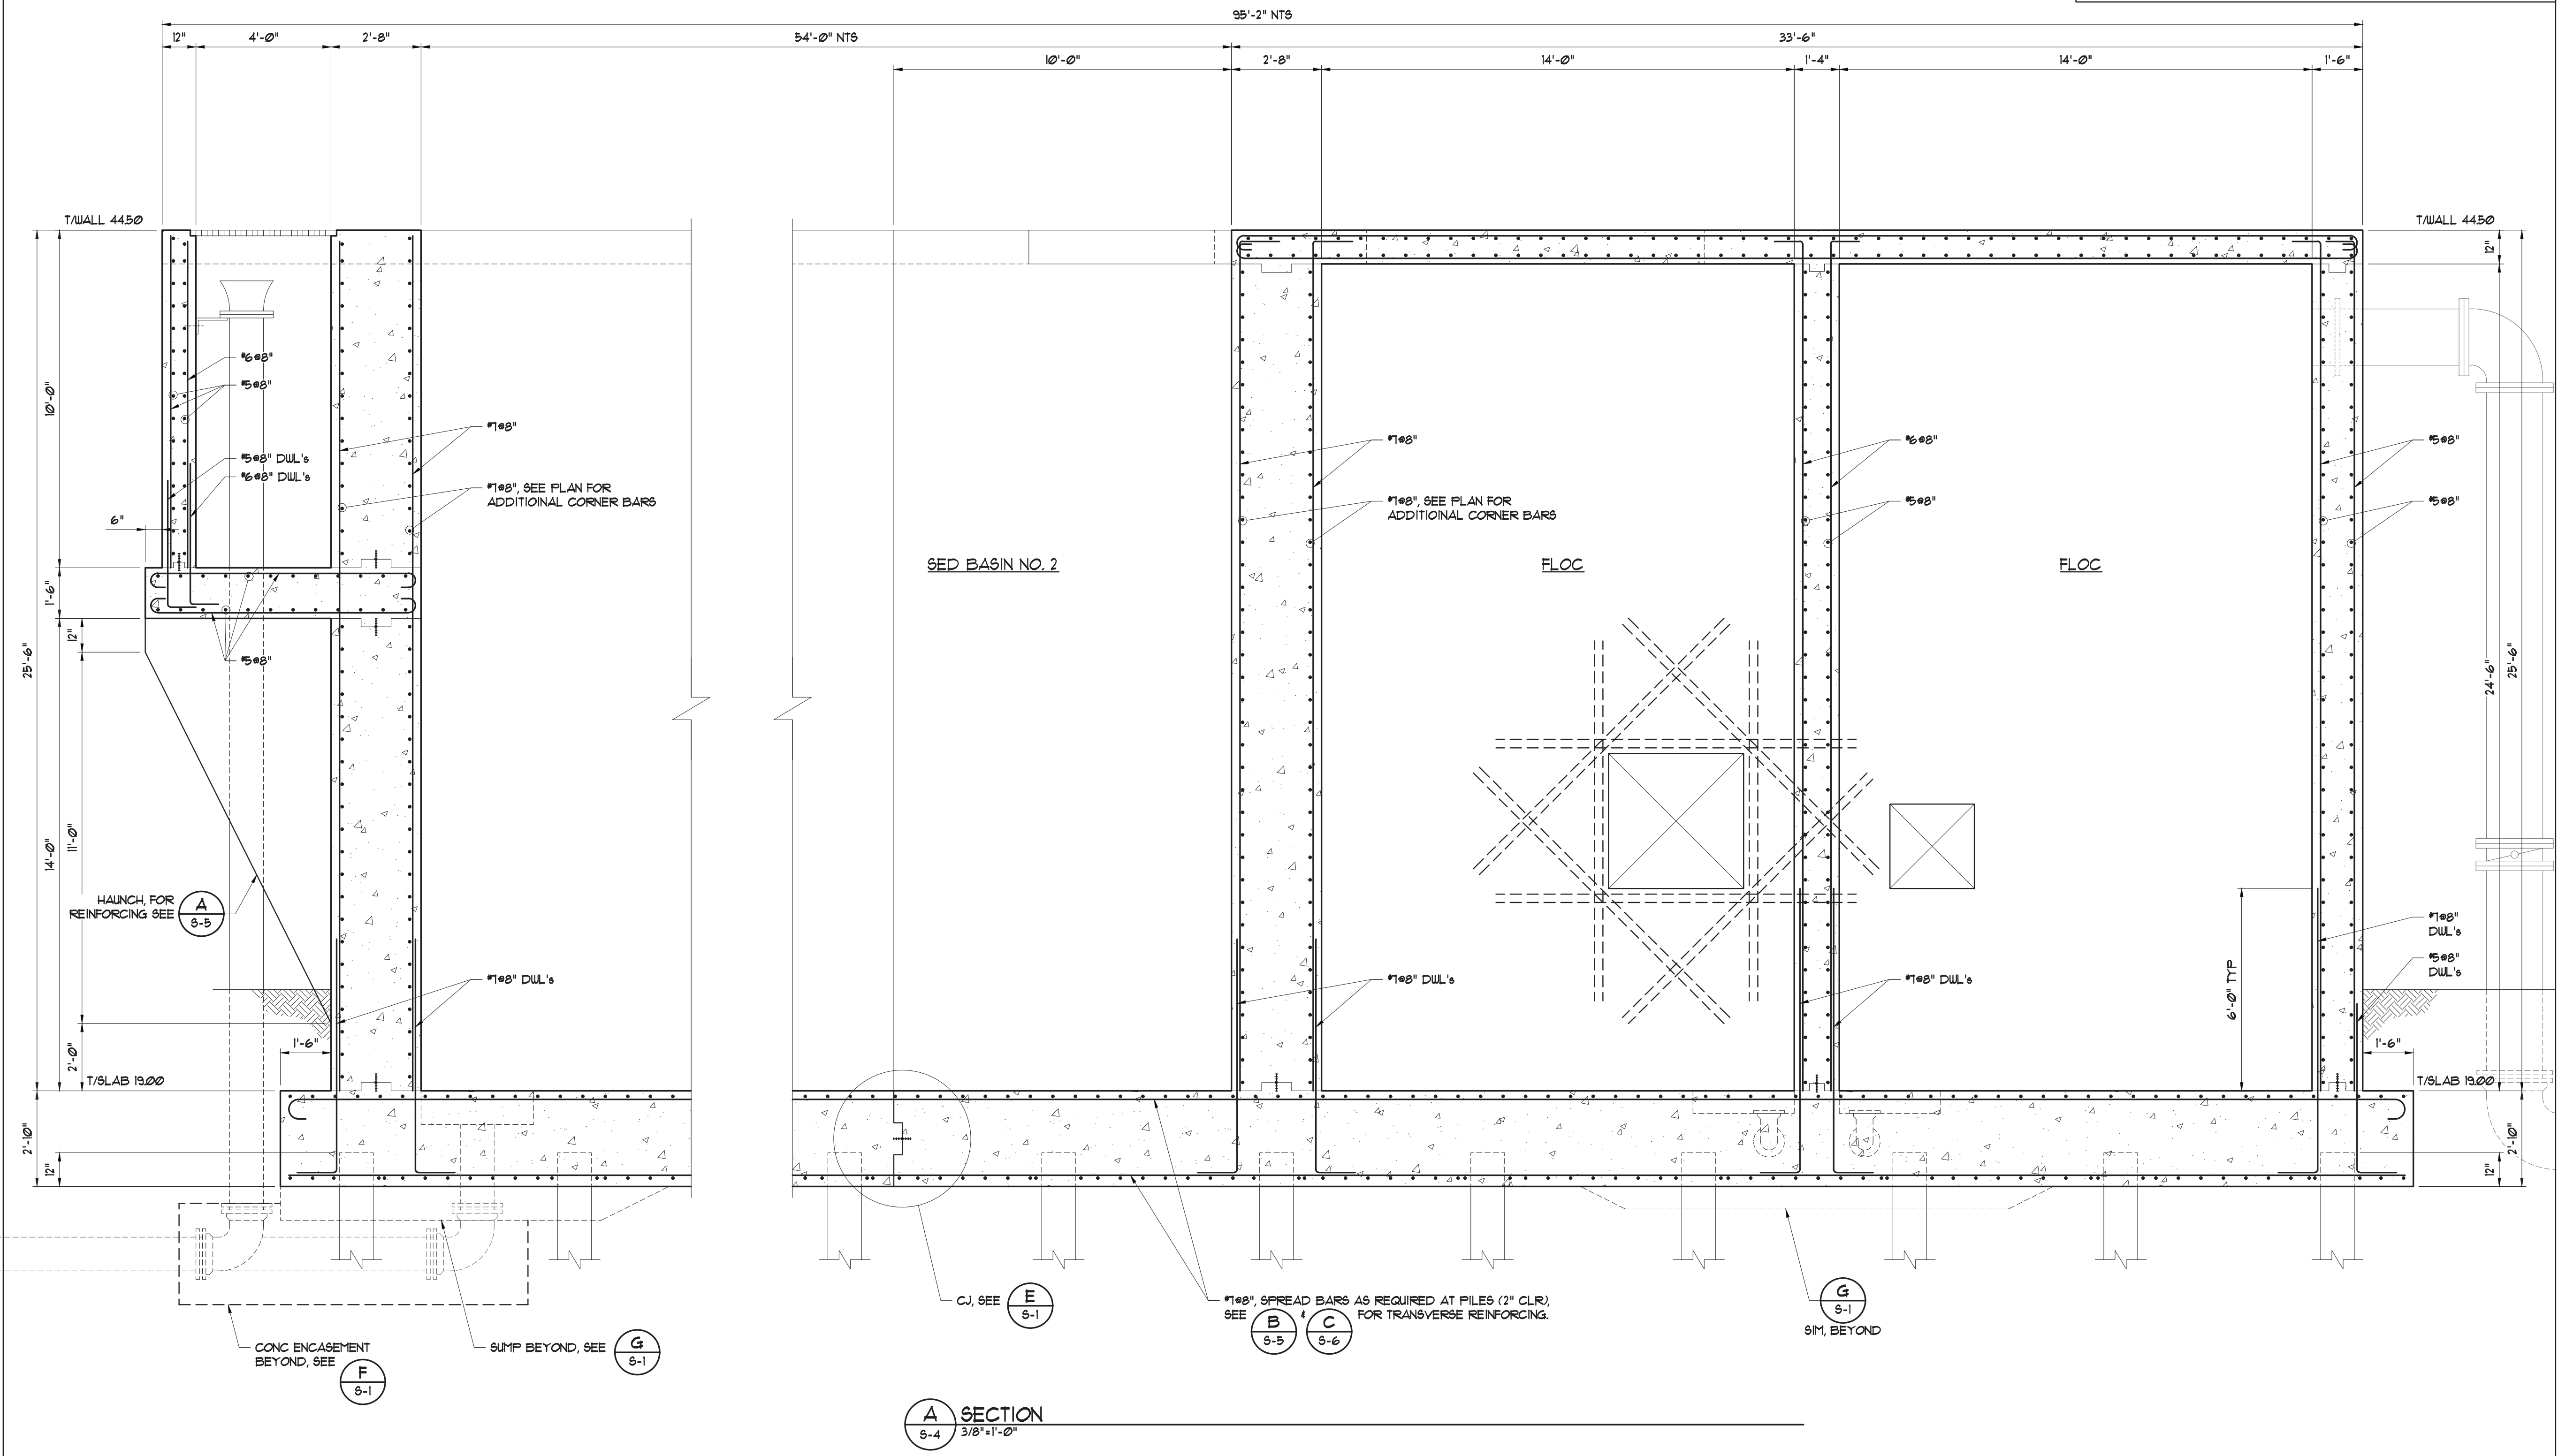 95'-2" NTS
12"
4'-0"
2'-8"
54'-0" NTS
33'-6"
10'-0"
2'-8"
14'-0"
1'-4"
14'-0"
1'-6"
T/WALL 44.50
T/WALL 44.50
12"
#6@8"
#5@8"
10'-0"
#7@8"
#7@8"
#6@8"
#5@8"
#5@8" DWL's
#6@8" DWL's
#7@8", SEE PLAN FOR
ADDITIOINAL CORNER BARS
#7@8", SEE PLAN FOR
ADDITIOINAL CORNER BARS
#5@8"
#5@8"
6"
SED BASIN NO. 2
FLOC
FLOC
1'-6"
12"
#5@8"
25'-6"
24'-6"
25'-6"
14'-0"
11'-0"
HAUNCH, FOR
REINFORCING SEE
A
S-5
#7@8"
DWL's
#5@8"
DWL's
#7@8" DWL's
#7@8" DWL's
#7@8" DWL's
6'-0" TYP
2'-0"
1'-6"
1'-6"
T/SLAB 19.00
T/SLAB 19.00
2'-10"
12"
2'-10"
12"
CJ, SEE
E
S-1
#7@8", SPREAD BARS AS REQUIRED AT PILES (2" CLR),
SEE B S-5 & C S-6 FOR TRANSVERSE REINFORCING.
G
S-1
SIM, BEYOND
CONC ENCASEMENT
BEYOND, SEE
F
S-1
SUMP BEYOND, SEE
G
S-1
A
S-4
SECTION
3/8"=1'-0"